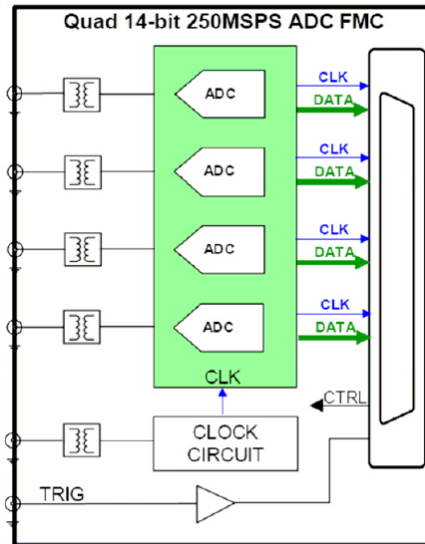 Quad 14-bit 250MSPS ADC FMC
ADC
CLK
DATA
ADC
CLK
DATA
ADC
CLK
DATA
ADC
CLK
DATA
CLK
CTRL
CLOCK
CIRCUIT
TRIG